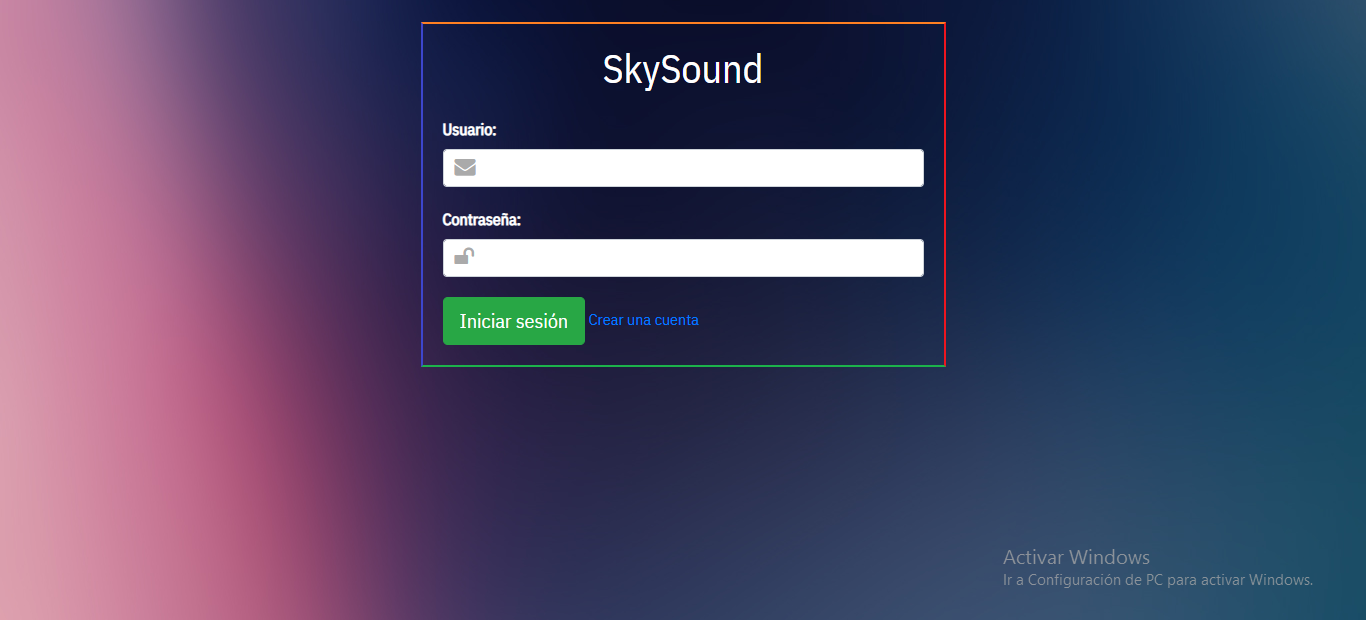 SkySound
Usuario:
Contraseña:
Iniciar sesión Crear una cuenta
Activar Windows
Ir a Configuración de PC para activar Windows.